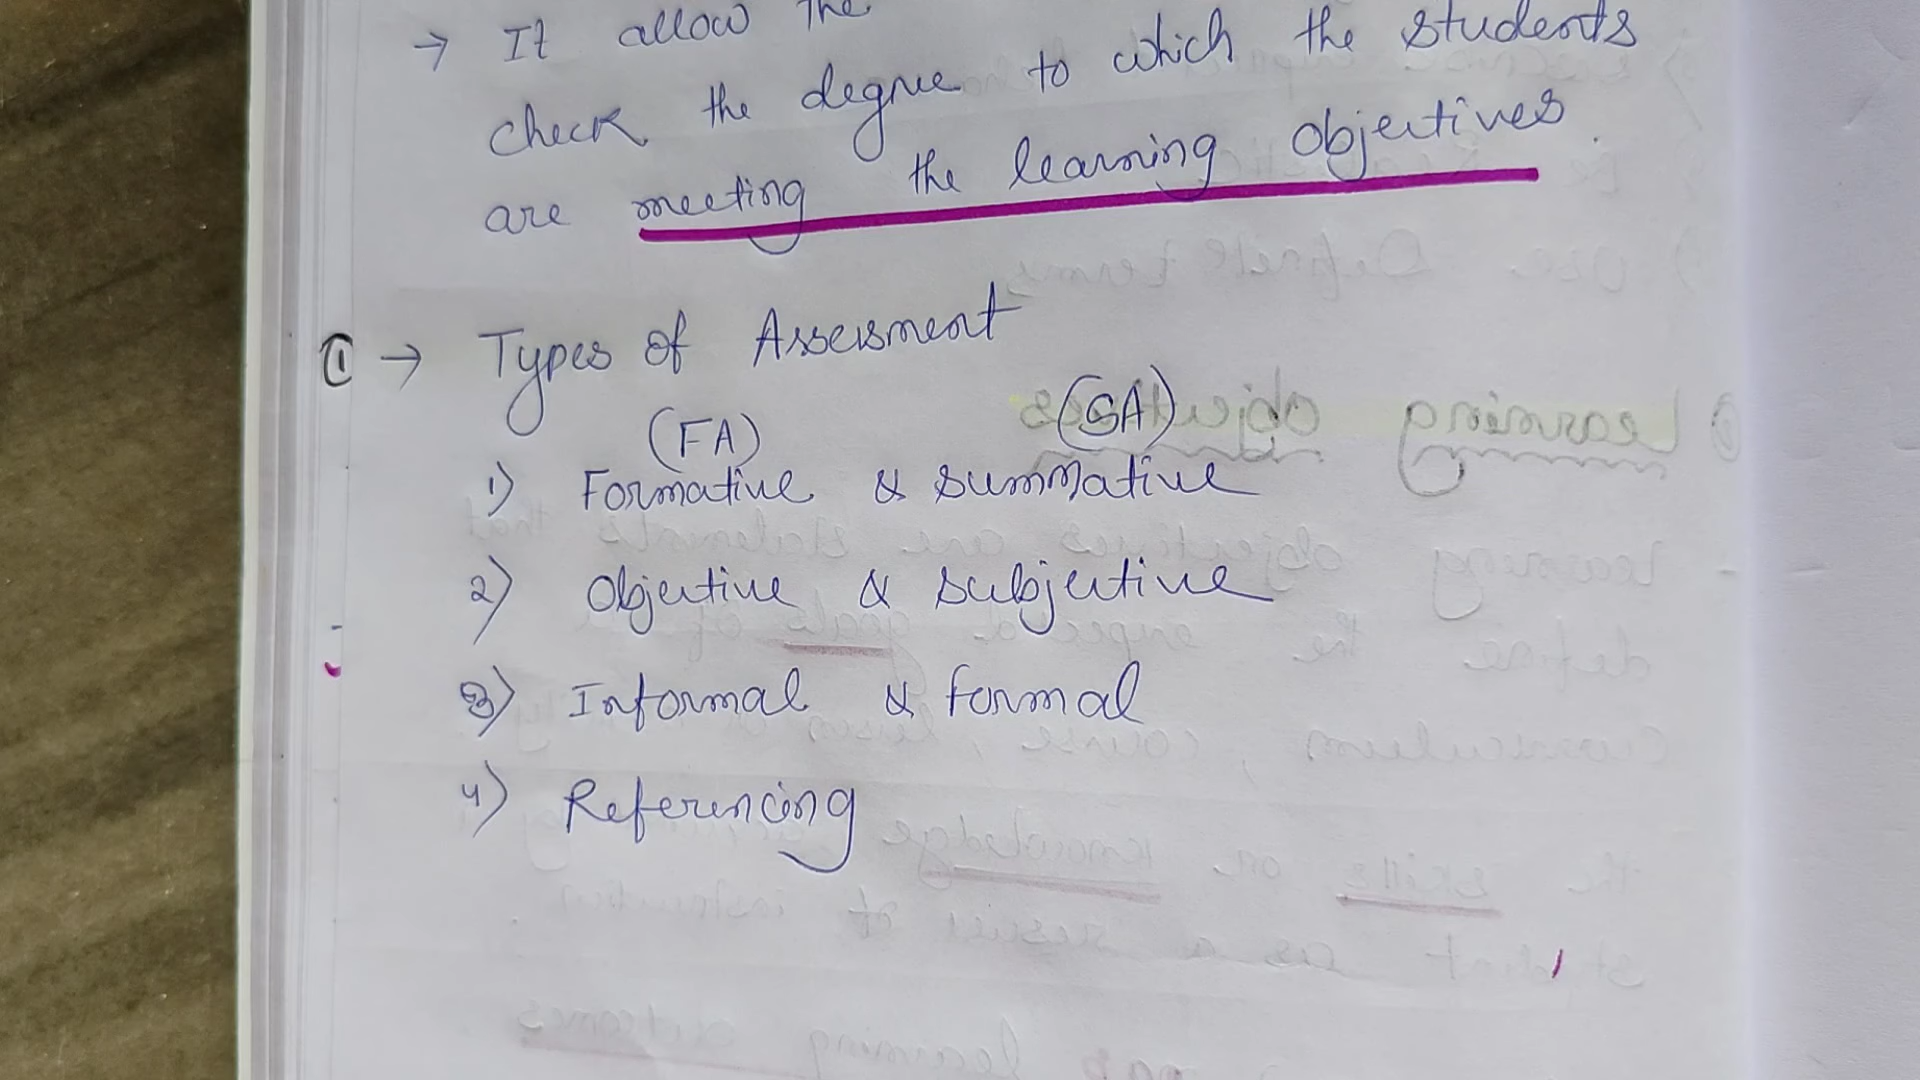 → It allow the
check the degree to which the students
are meeting the learning objectives.
① → Types of Assessment
(FA) (SA)
1) Formative & summative
2) Objective & subjective
3) Informal & formal
4) Referencing